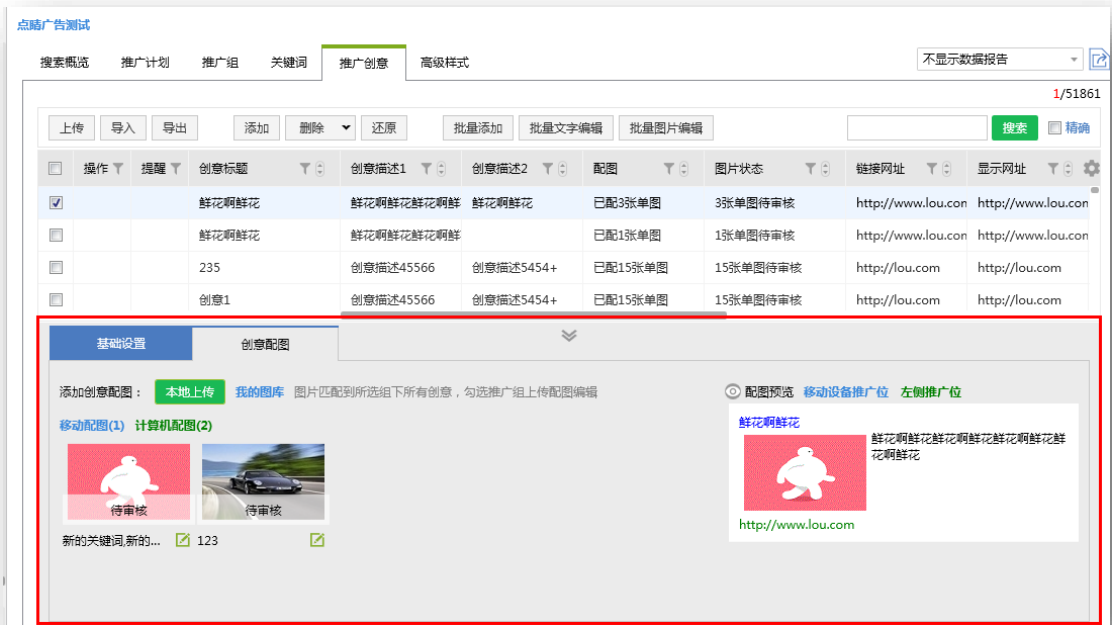 点睛广告测试
搜索概览 推广计划 推广组 关键词 推广创意 高级样式 不显示数据报告
1/51861
上传 导入 导出 添加 删除 还原 批量添加 批量文字编辑 批量图片编辑 搜索 精确
操作 提醒 创意标题 创意描述1 创意描述2 配图 图片状态 链接网址 显示网址
鲜花啊鲜花 鲜花啊鲜花鲜花啊鲜 鲜花啊鲜花 已配3张单图 3张单图待审核 http://www.lou.con http://www.lou.con
鲜花啊鲜花 鲜花啊鲜花鲜花啊鲜 已配1张单图 1张单图待审核 http://www.lou.con http://www.lou.con
235 创意描述45566 创意描述5454+ 已配15张单图 15张单图待审核 http://lou.com http://lou.com
创意1 创意描述45566 创意描述5454+ 已配15张单图 15张单图待审核 http://lou.com http://lou.com
基础设置 创意配图
添加创意配图： 本地上传 我的图库 图片匹配到所选组下所有创意，勾选推广组上传配图编辑 配图预览 移动设备推广位 左侧推广位
移动配图(1) 计算机配图(2)
鲜花啊鲜花
鲜花啊鲜花鲜花啊鲜花鲜花啊鲜花鲜
花啊鲜花
待审核 待审核
http://www.lou.com
新的关键词,新的... 123